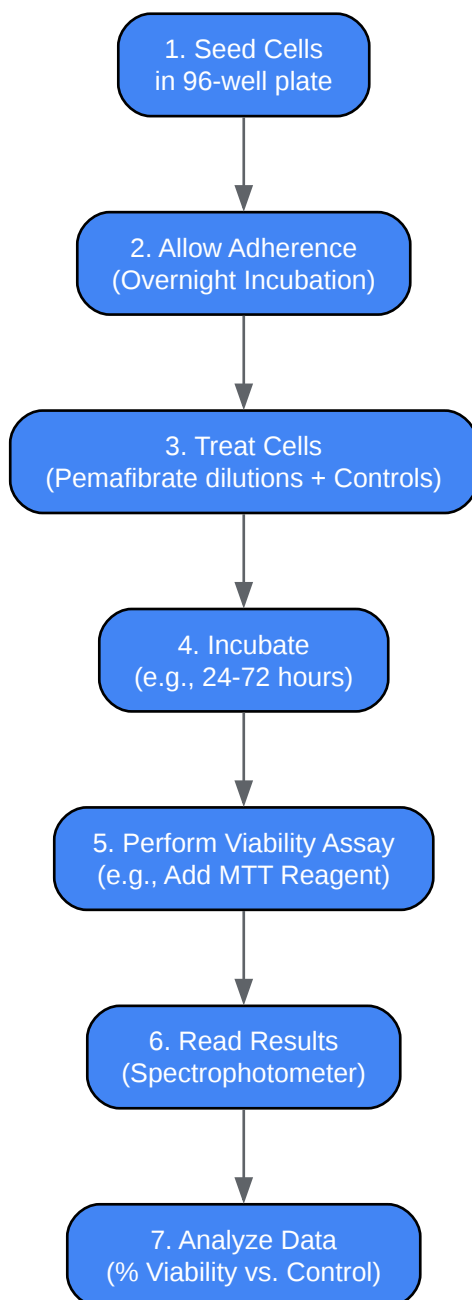 1. Seed Cells
in 96-well plate
2. Allow Adherence
(Overnight Incubation)
3. Treat Cells
(Pemafibrate dilutions + Controls)
4. Incubate
(e.g., 24-72 hours)
5. Perform Viability Assay
(e.g., Add MTT Reagent)
6. Read Results
(Spectrophotometer)
7. Analyze Data
(% Viability vs. Control)